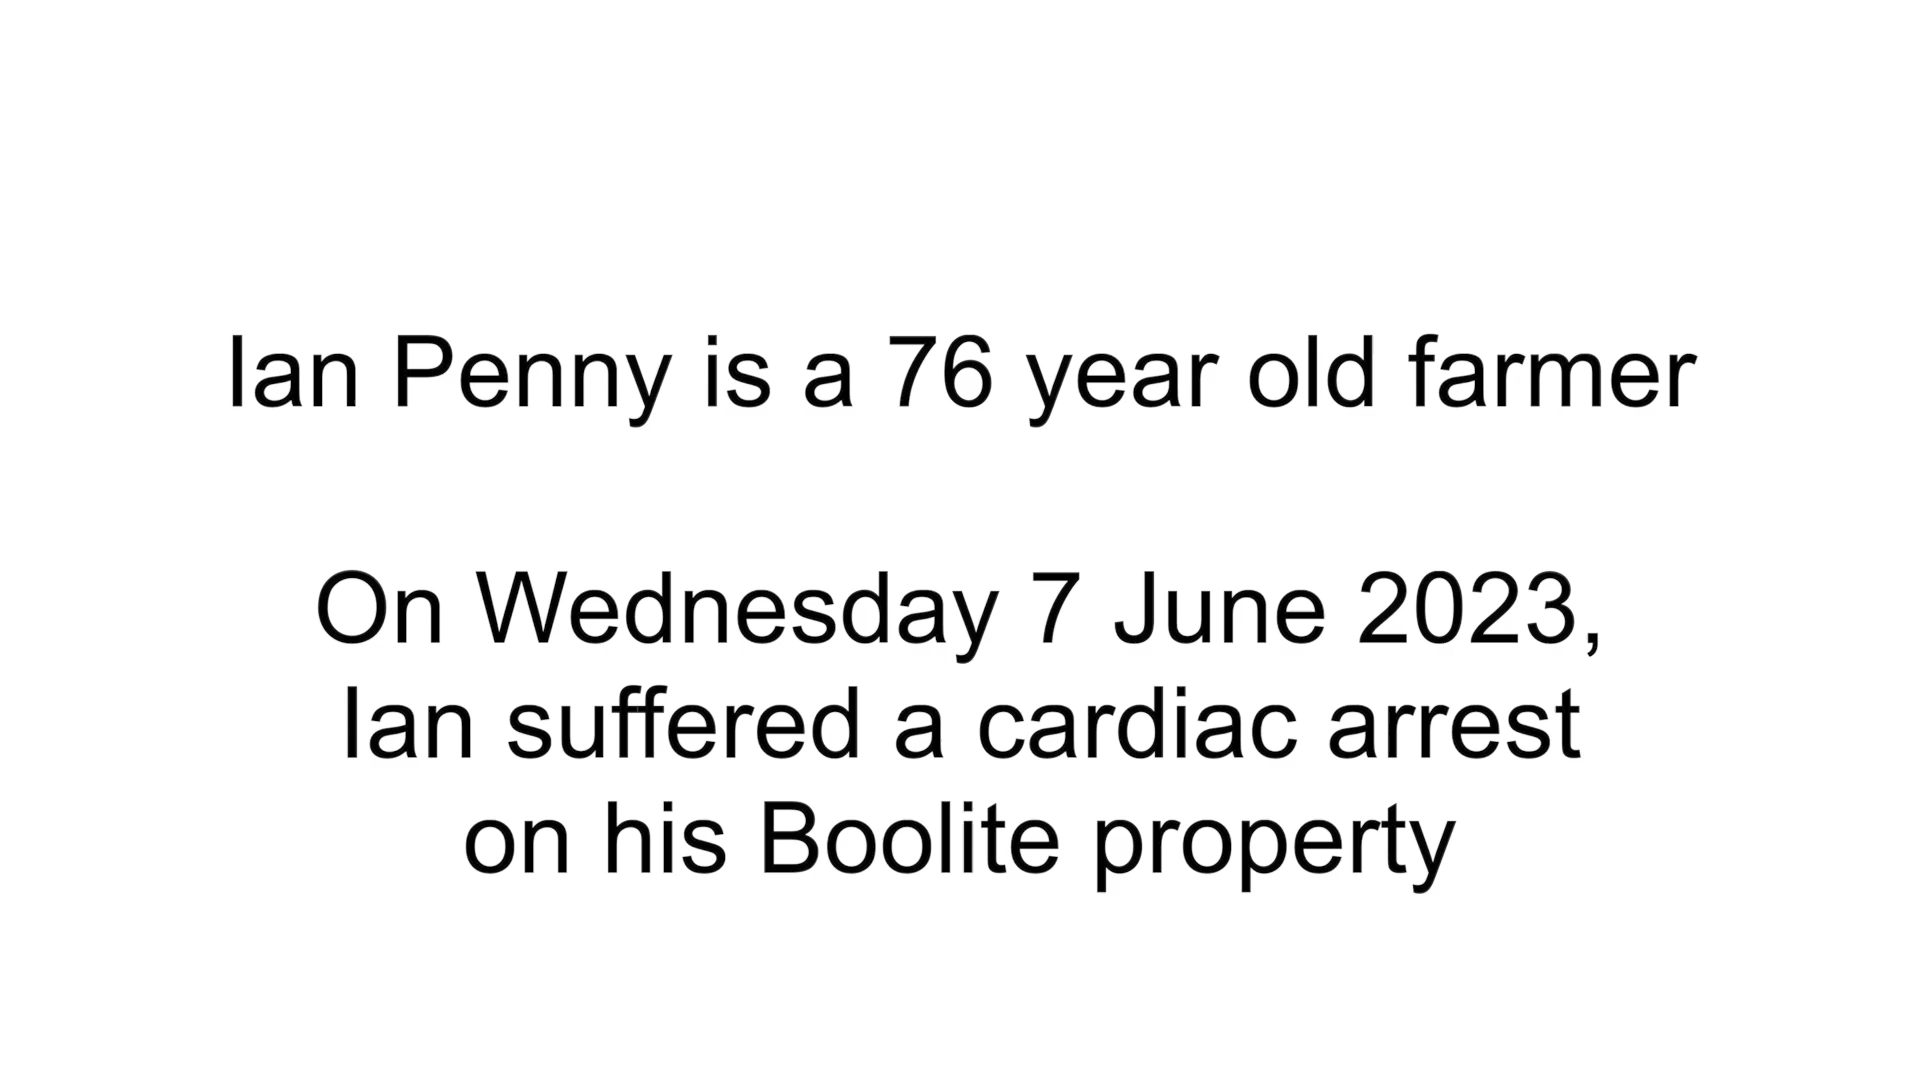 Ian Penny is a 76 year old farmer
On Wednesday 7 June 2023,
Ian suffered a cardiac arrest
on his Boolite property